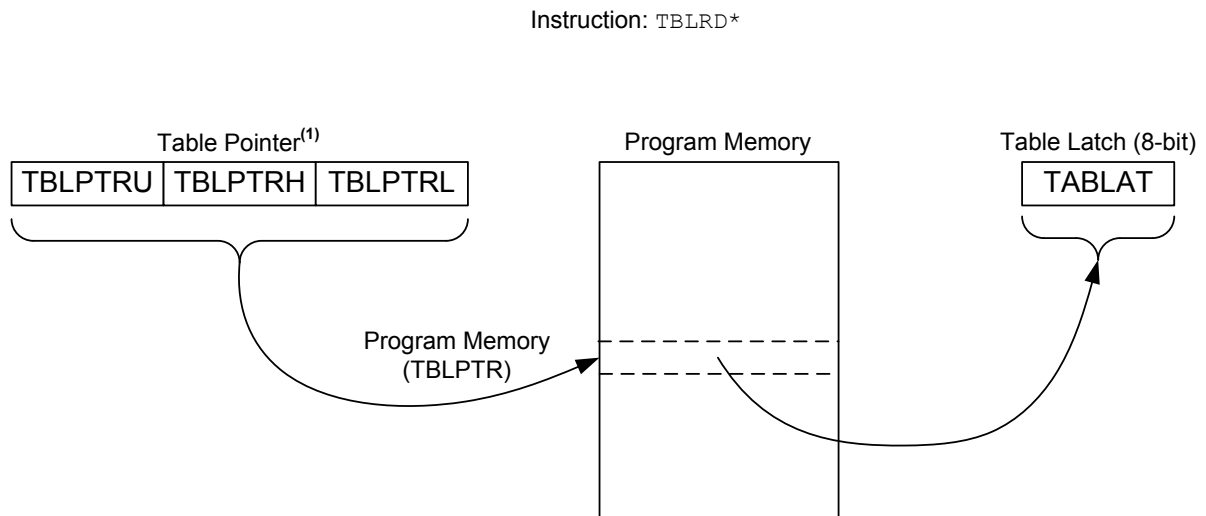 Instruction: TBLRD*
Table Pointer(1)
Program Memory
Table Latch (8-bit)
TBLPTRU TBLPTRH TBLPTRL
TABLAT
Program Memory
(TBLPTR)